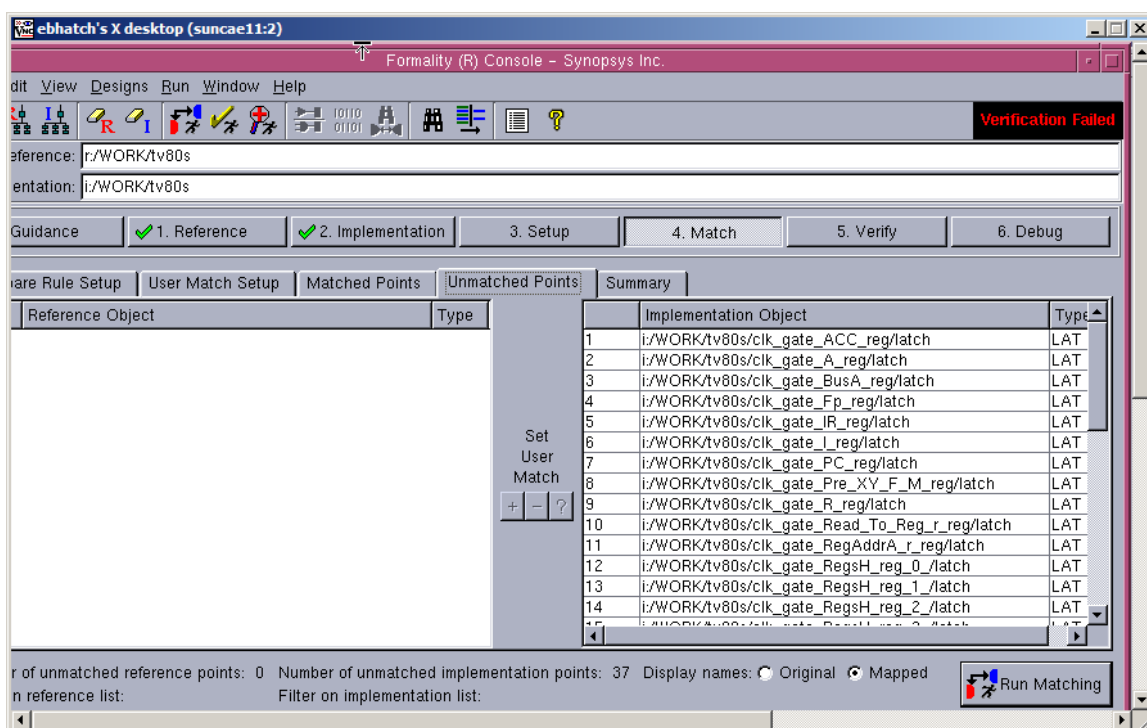 ebhatch's X desktop (suncae11:2)
Formality (R) Console – Synopsys Inc.
dit View Designs Run Window Help
R I R I 10110 01101 ?
Verification Failed
eference: r:/WORK/tv80s
entation: i:/WORK/tv80s
Guidance 1. Reference 2. Implementation 3. Setup 4. Match 5. Verify 6. Debug
are Rule Setup User Match Setup Matched Points Unmatched Points Summary
Reference Object Type Implementation Object Type
1 i:/WORK/tv80s/clk_gate_ACC_reg/latch LAT
2 i:/WORK/tv80s/clk_gate_A_reg/latch LAT
3 i:/WORK/tv80s/clk_gate_BusA_reg/latch LAT
4 i:/WORK/tv80s/clk_gate_Fp_reg/latch LAT
5 i:/WORK/tv80s/clk_gate_IR_reg/latch LAT
6 i:/WORK/tv80s/clk_gate_I_reg/latch LAT
7 i:/WORK/tv80s/clk_gate_PC_reg/latch LAT
8 i:/WORK/tv80s/clk_gate_Pre_XY_F_M_reg/latch LAT
9 i:/WORK/tv80s/clk_gate_R_reg/latch LAT
10 i:/WORK/tv80s/clk_gate_Read_To_Reg_r_reg/latch LAT
11 i:/WORK/tv80s/clk_gate_RegAddrA_r_reg/latch LAT
12 i:/WORK/tv80s/clk_gate_RegsH_reg_0_/latch LAT
13 i:/WORK/tv80s/clk_gate_RegsH_reg_1_/latch LAT
14 i:/WORK/tv80s/clk_gate_RegsH_reg_2_/latch LAT
Set
User
Match
+ − ?
r of unmatched reference points: 0 Number of unmatched implementation points: 37 Display names: Original Mapped
n reference list: Filter on implementation list:
Run Matching